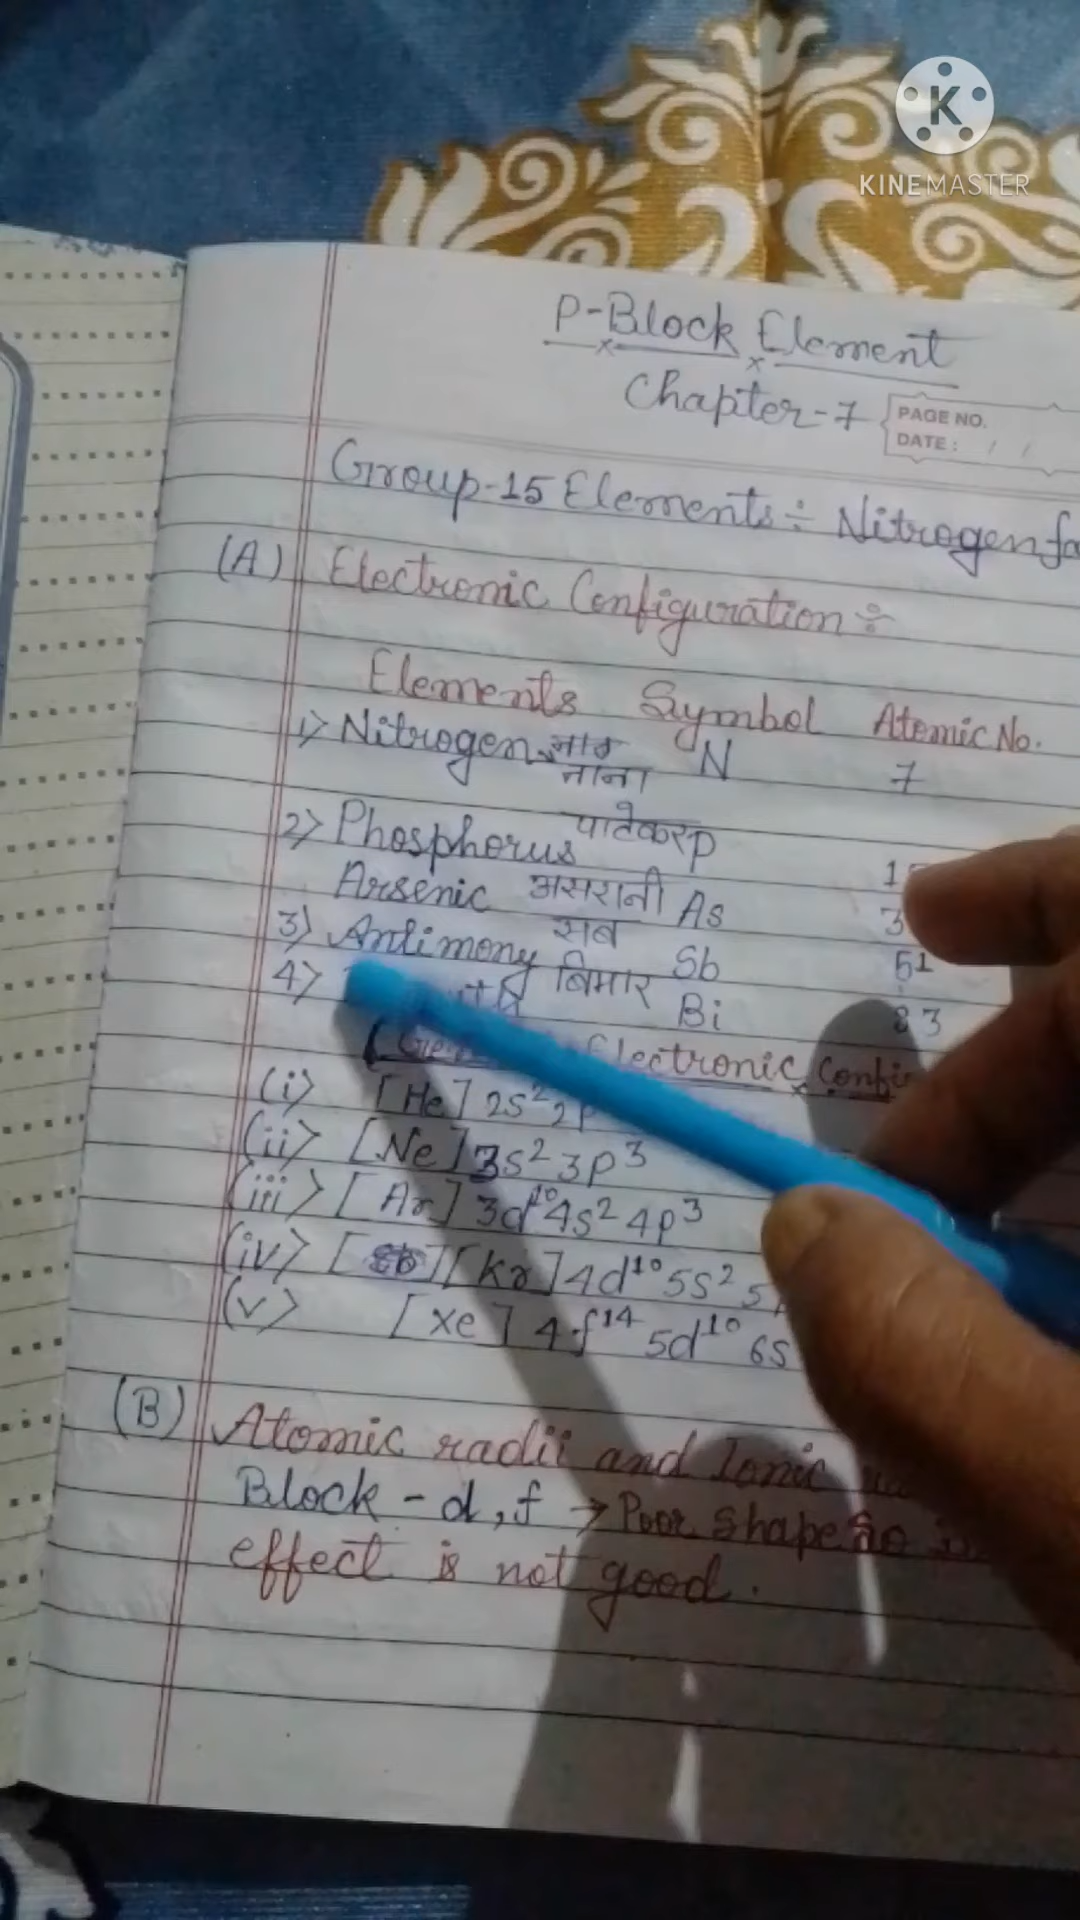 K
KINEMASTER
P-Block Element
Chapter-7
PAGE NO.
DATE: / /
Group-15 Elements ÷ Nitrogen
(A) Electronic Configuration ÷
Elements Symbol Atomic No.
1) Nitrogen नाम नाना N 7
2) Phosphorus पाटेकर P
Arsenic असरानी As
3) Antimony सब Sb 51
4) बिमार Bi 83
Electronic
(i) [He] 2s² 2p
(ii) [Ne] 3s² 3p³
(iii) [Ar] 3d¹⁰ 4s² 4p³
(iv) [Kr] 4d¹⁰ 5s² 5
(v) [Xe] 4f¹⁴ 5d¹⁰ 6s
(B) Atomic radii and Ionic
Block - d, f → Poor shape so
effect is not good.